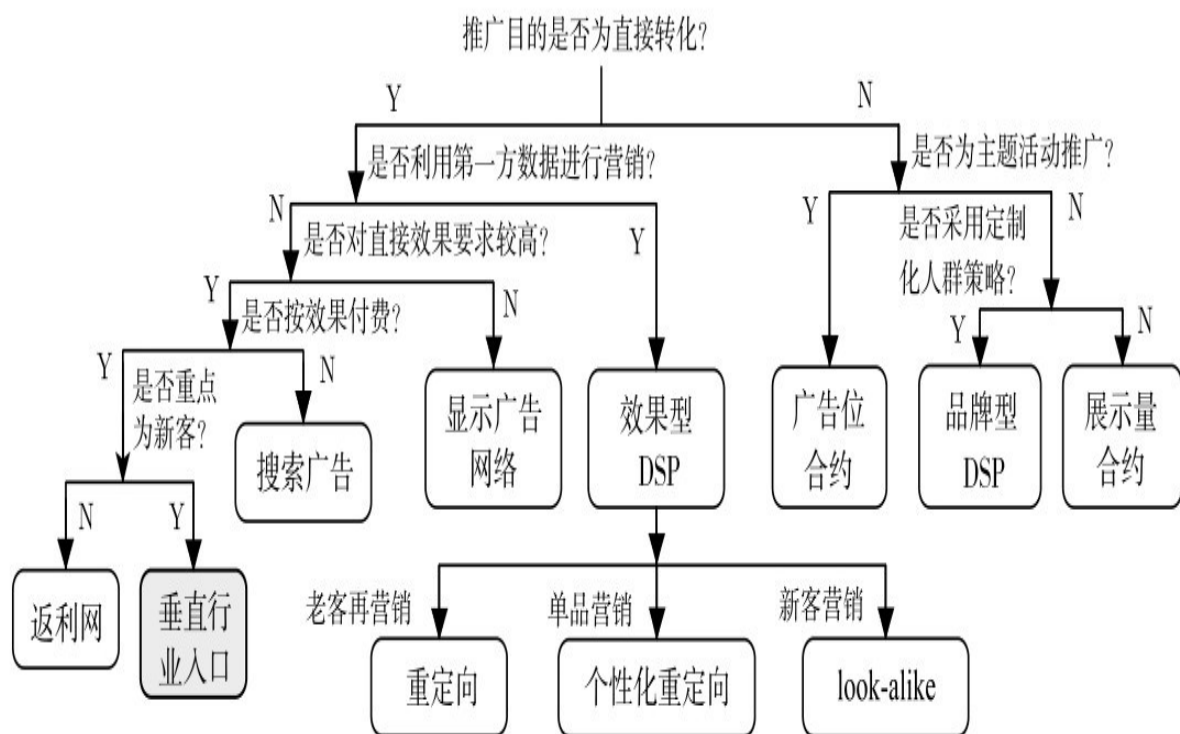 推广目的是否为直接转化?
Y
N
是否利用第一方数据进行营销?
是否为主题活动推广?
N
Y
Y
N
是否对直接效果要求较高?
是否采用定制
化人群策略?
Y
N
是否按效果付费?
Y
N
Y
N
是否重点
为新客?
搜索广告
显示广告
网络
效果型
DSP
广告位
合约
品牌型
DSP
展示量
合约
N
Y
返利网
垂直行
业入口
老客再营销
单品营销
新客营销
重定向
个性化重定向
look-alike